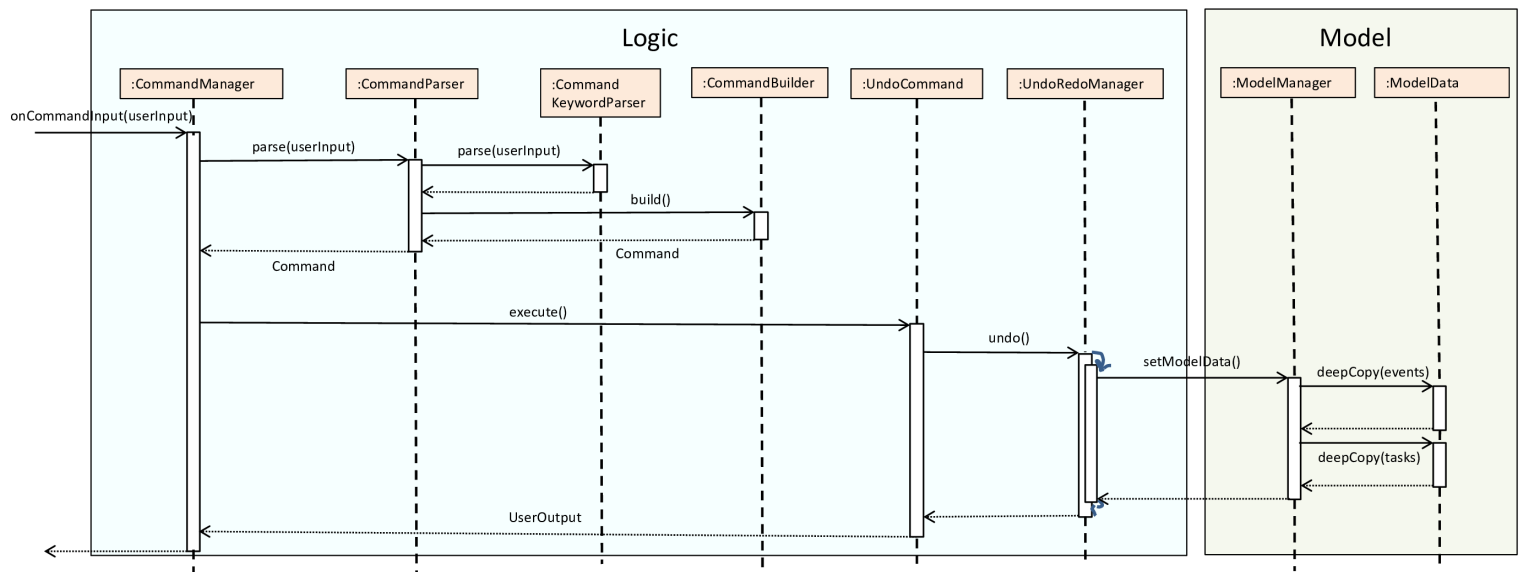 Logic
Model
:CommandManager
:CommandParser
:Command
KeywordParser
:CommandBuilder
:UndoCommand
:UndoRedoManager
:ModelManager
:ModelData
onCommandInput(userInput)
parse(userInput)
parse(userInput)
build()
Command
Command
execute()
undo()
setModelData()
deepCopy(events)
deepCopy(tasks)
UserOutput